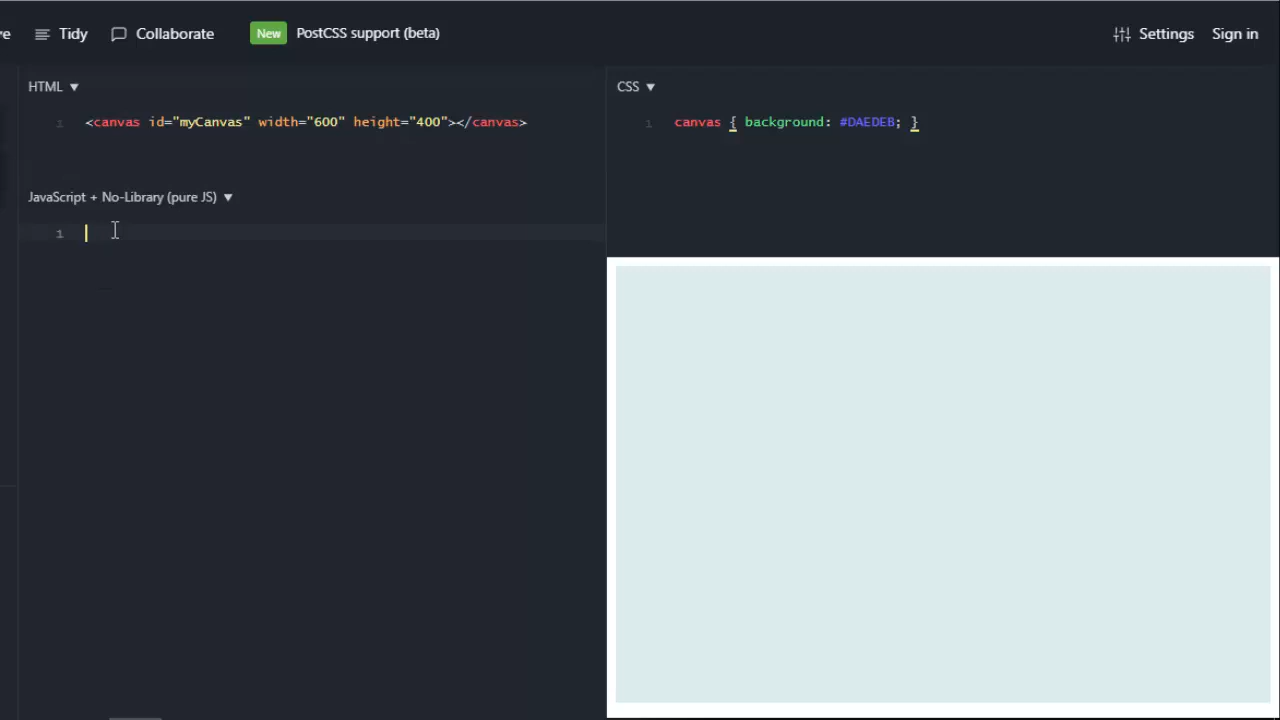 ve Tidy Collaborate New PostCSS support (beta) Settings Sign in
HTML ▼
1 <canvas id="myCanvas" width="600" height="400"></canvas>
CSS ▼
1 canvas { background: #DAEDEB; }
JavaScript + No-Library (pure JS) ▼
1